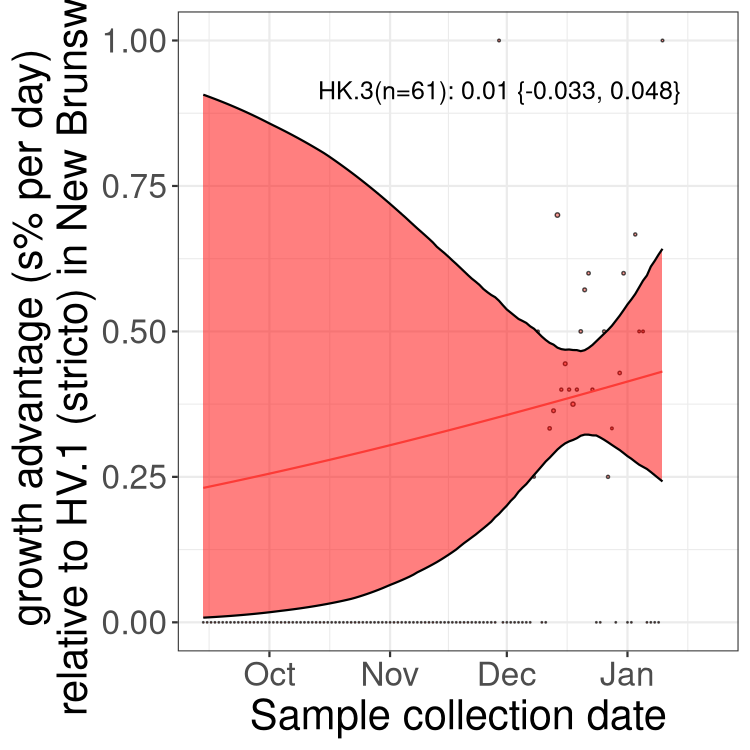 growth advantage (s% per day)
relative to HV.1 (stricto) in New Brunsw
1.00
0.75
0.50
0.25
0.00
HK.3(n=61): 0.01 {-0.033, 0.048}
Oct Nov Dec Jan
Sample collection date